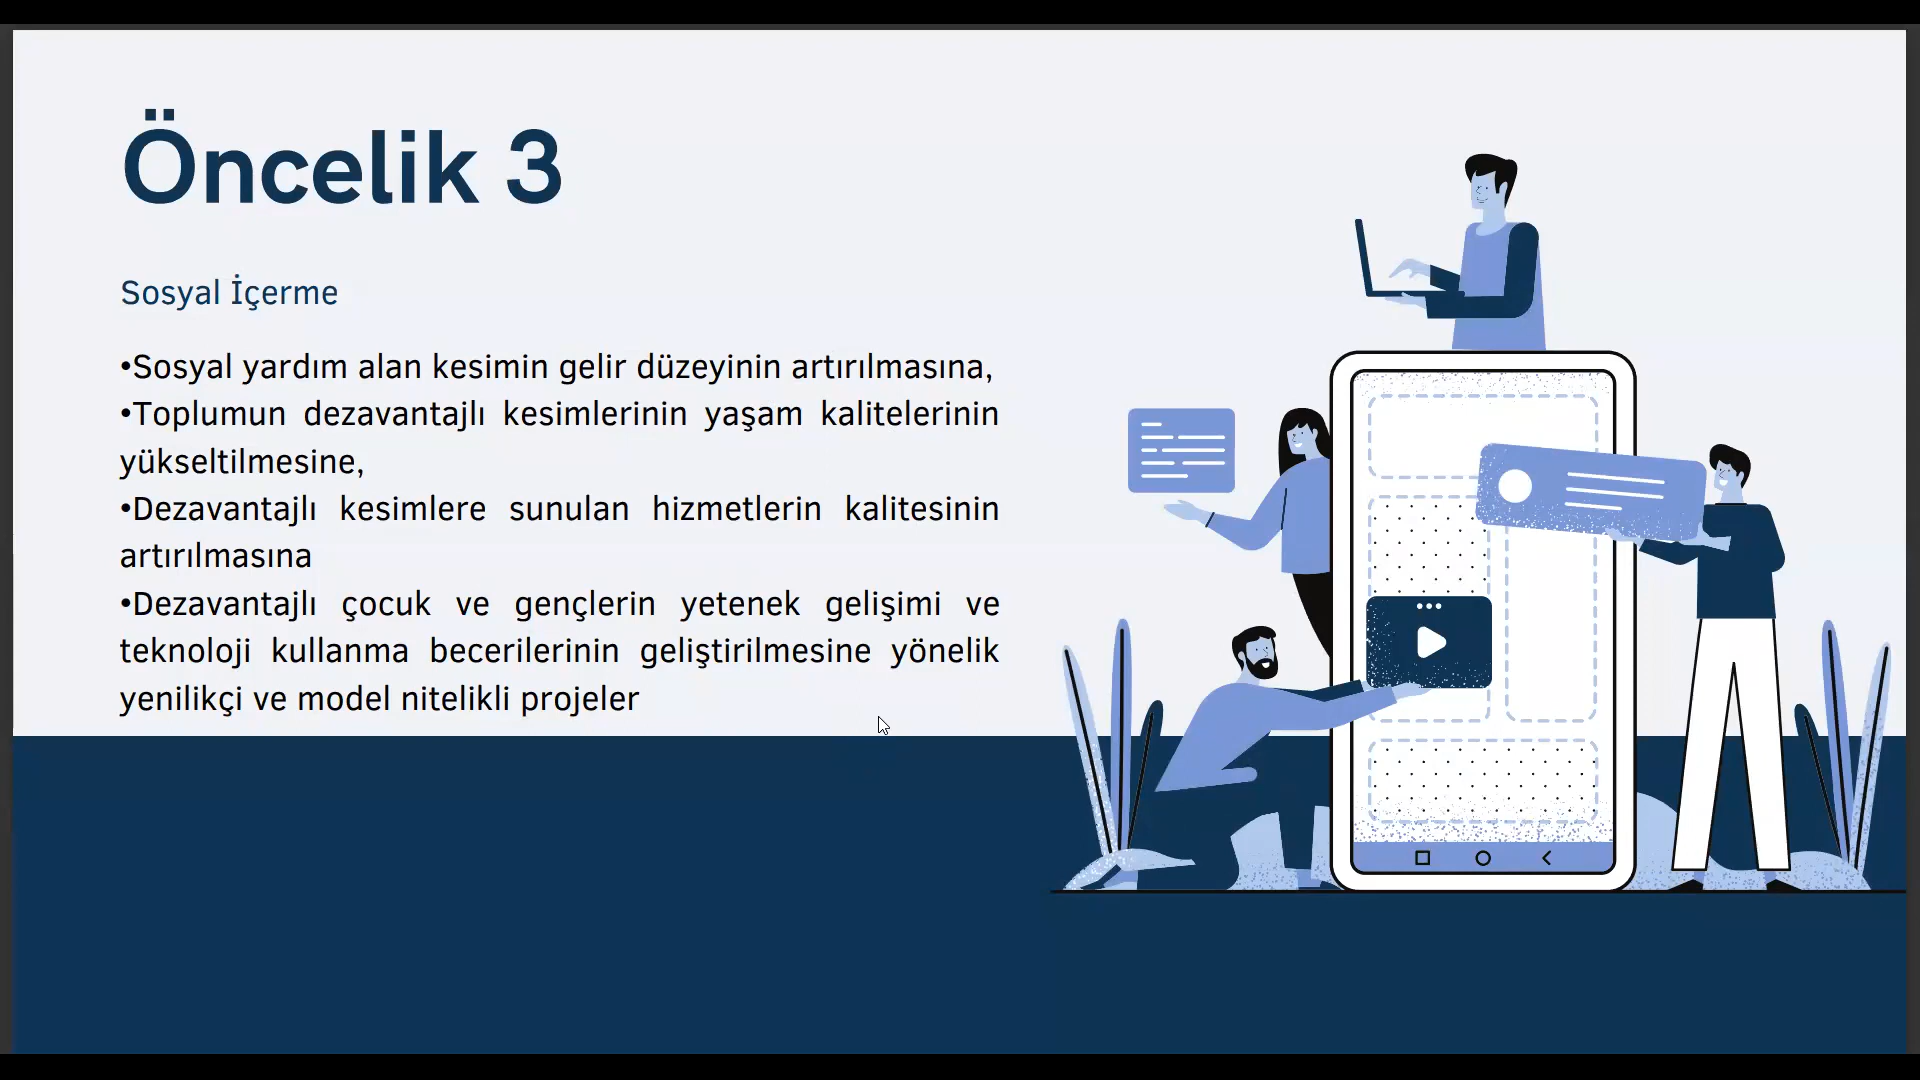 Öncelik 3
Sosyal İçerme
•Sosyal yardım alan kesimin gelir düzeyinin artırılmasına,
•Toplumun dezavantajlı kesimlerinin yaşam kalitelerinin
yükseltilmesine,
•Dezavantajlı kesimlere sunulan hizmetlerin kalitesinin
artırılmasına
•Dezavantajlı çocuk ve gençlerin yetenek gelişimi ve
teknoloji kullanma becerilerinin geliştirilmesine yönelik
yenilikçi ve model nitelikli projeler